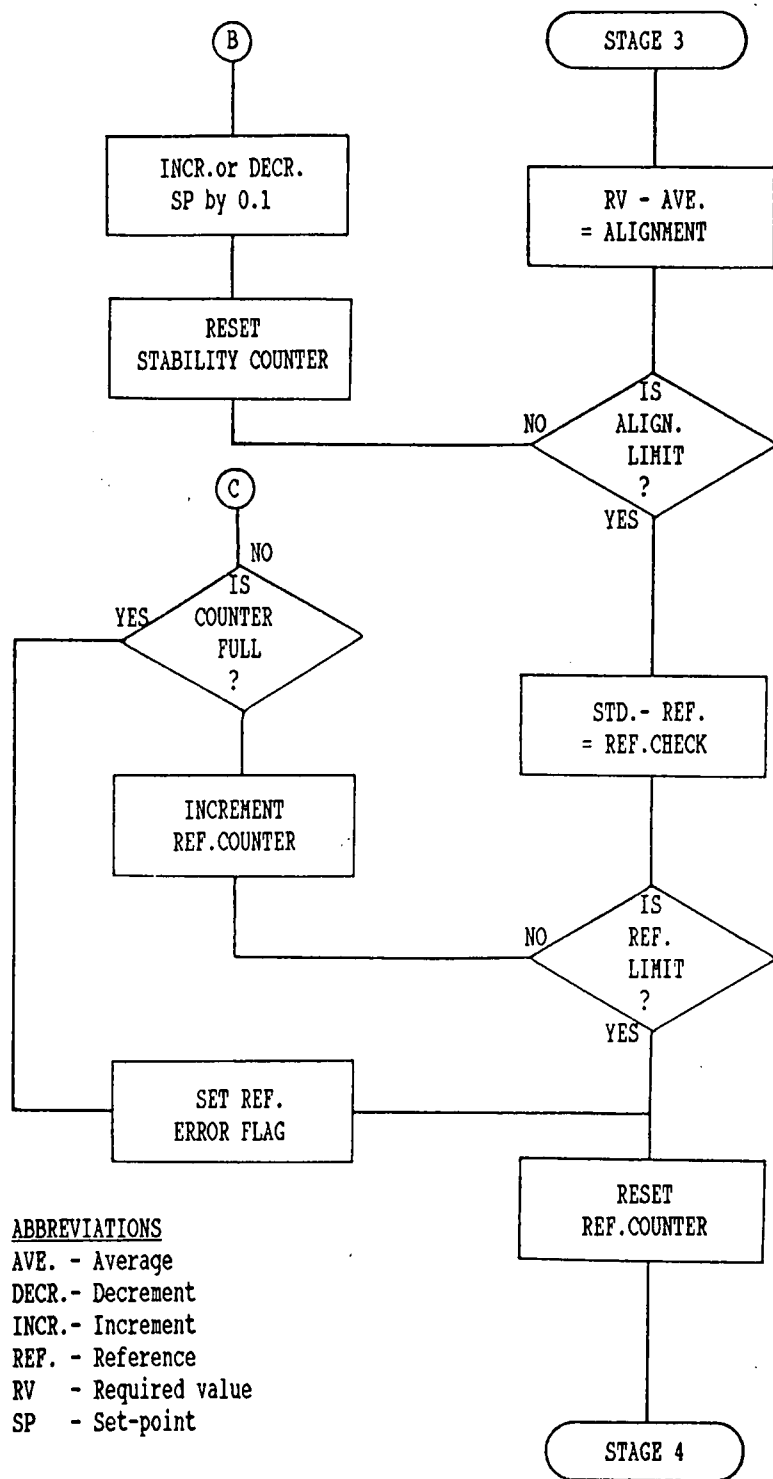 B
STAGE 3
INCR.or DECR.
SP by 0.1
RV - AVE.
= ALIGNMENT
RESET
STABILITY COUNTER
IS
ALIGN.
LIMIT
?
NO
YES
C
NO
IS
COUNTER
FULL
?
YES
STD.- REF.
= REF.CHECK
INCREMENT
REF.COUNTER
IS
REF.
LIMIT
?
NO
YES
SET REF.
ERROR FLAG
RESET
REF.COUNTER
ABBREVIATIONS
AVE. - Average
DECR.- Decrement
INCR.- Increment
REF. - Reference
RV - Required value
SP - Set-point
STAGE 4